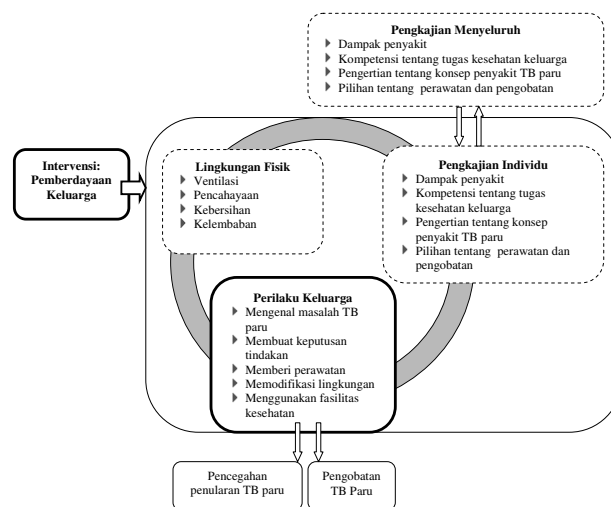 Pengkajian Menyeluruh
Dampak penyakit
Kompetensi tentang tugas kesehatan keluarga
Pengertian tentang konsep penyakit TB paru
Pilihan tentang perawatan dan pengobatan
Intervensi:
Pemberdayaan
Keluarga
Lingkungan Fisik
Ventilasi
Pencahayaan
Kebersihan
Kelembaban
Pengkajian Individu
Dampak penyakit
Kompetensi tentang tugas
kesehatan keluarga
Pengertian tentang konsep
penyakit TB paru
Pilihan tentang perawatan dan
pengobatan
Perilaku Keluarga
Mengenal masalah TB
paru
Membuat keputusan
tindakan
Memberi perawatan
Memodifikasi lingkungan
Menggunakan fasilitas
kesehatan
Pencegahan
penularan TB paru
Pengobatan
TB Paru